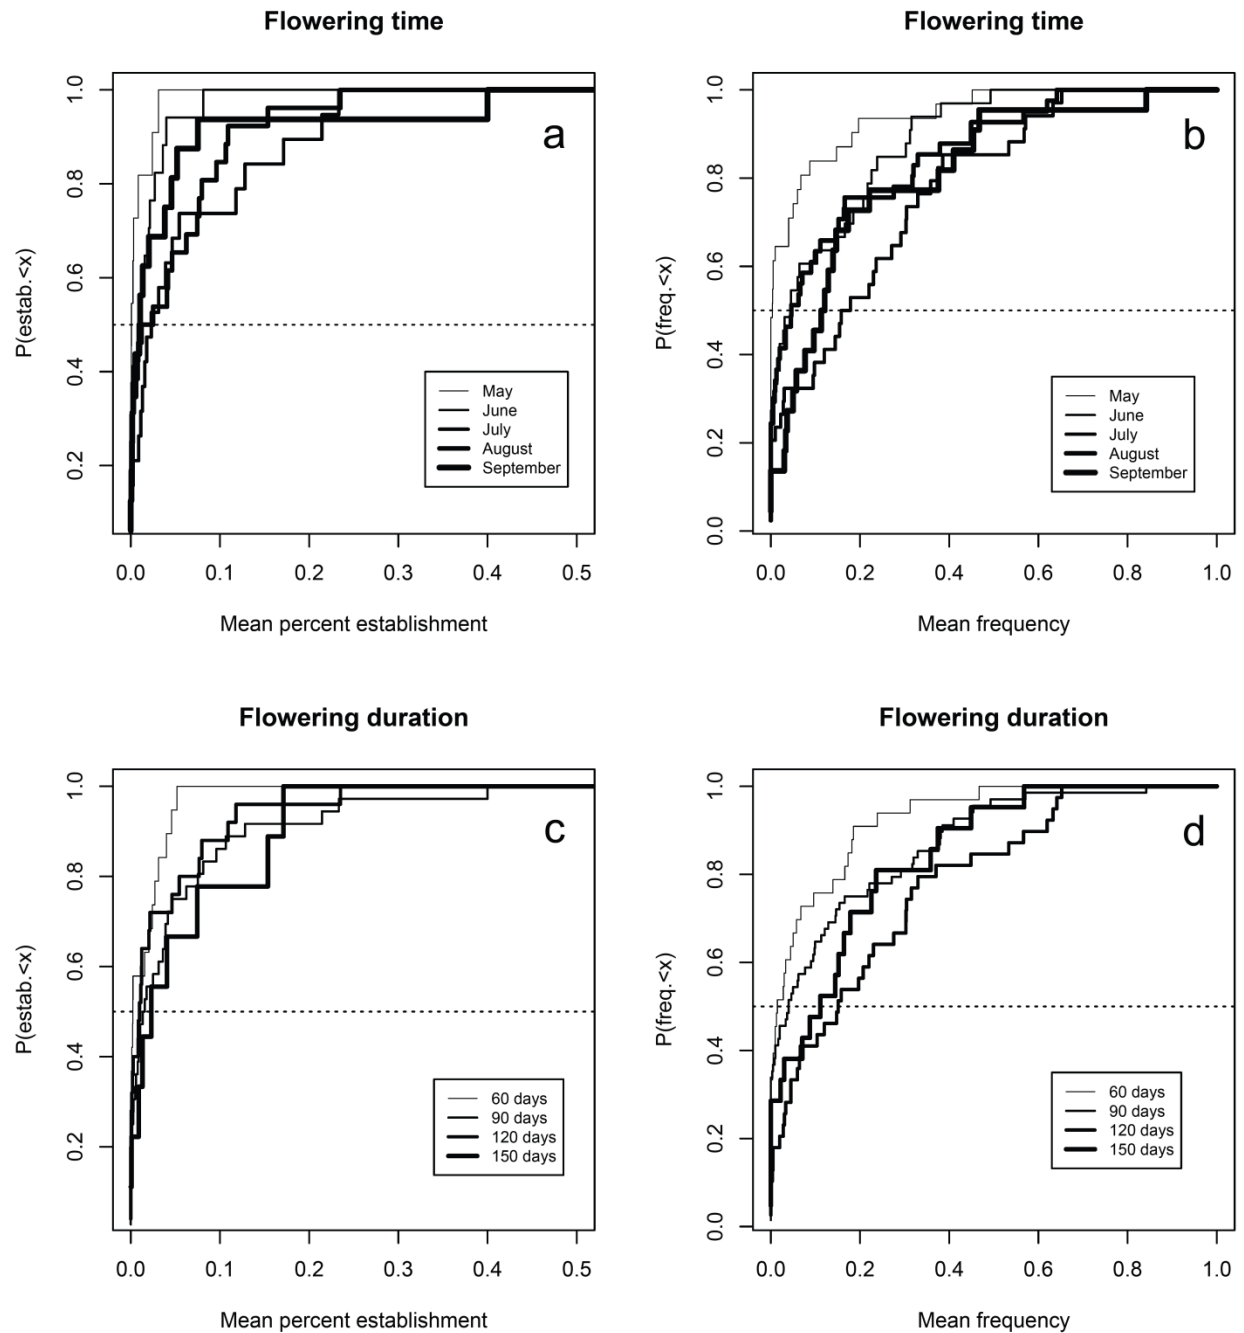 Flowering time
1.0
0.8
0.6
0.4
0.2
P(estab.<x)
a
May
June
July
August
September
0.0 0.1 0.2 0.3 0.4 0.5
Mean percent establishment
Flowering time
1.0
0.8
0.6
0.4
0.2
0.0
P(freq.<x)
b
May
June
July
August
September
0.0 0.2 0.4 0.6 0.8 1.0
Mean frequency
Flowering duration
1.0
0.8
0.6
0.4
0.2
P(estab.<x)
c
60 days
90 days
120 days
150 days
0.0 0.1 0.2 0.3 0.4 0.5
Mean percent establishment
Flowering duration
1.0
0.8
0.6
0.4
0.2
0.0
P(freq.<x)
d
60 days
90 days
120 days
150 days
0.0 0.2 0.4 0.6 0.8 1.0
Mean frequency